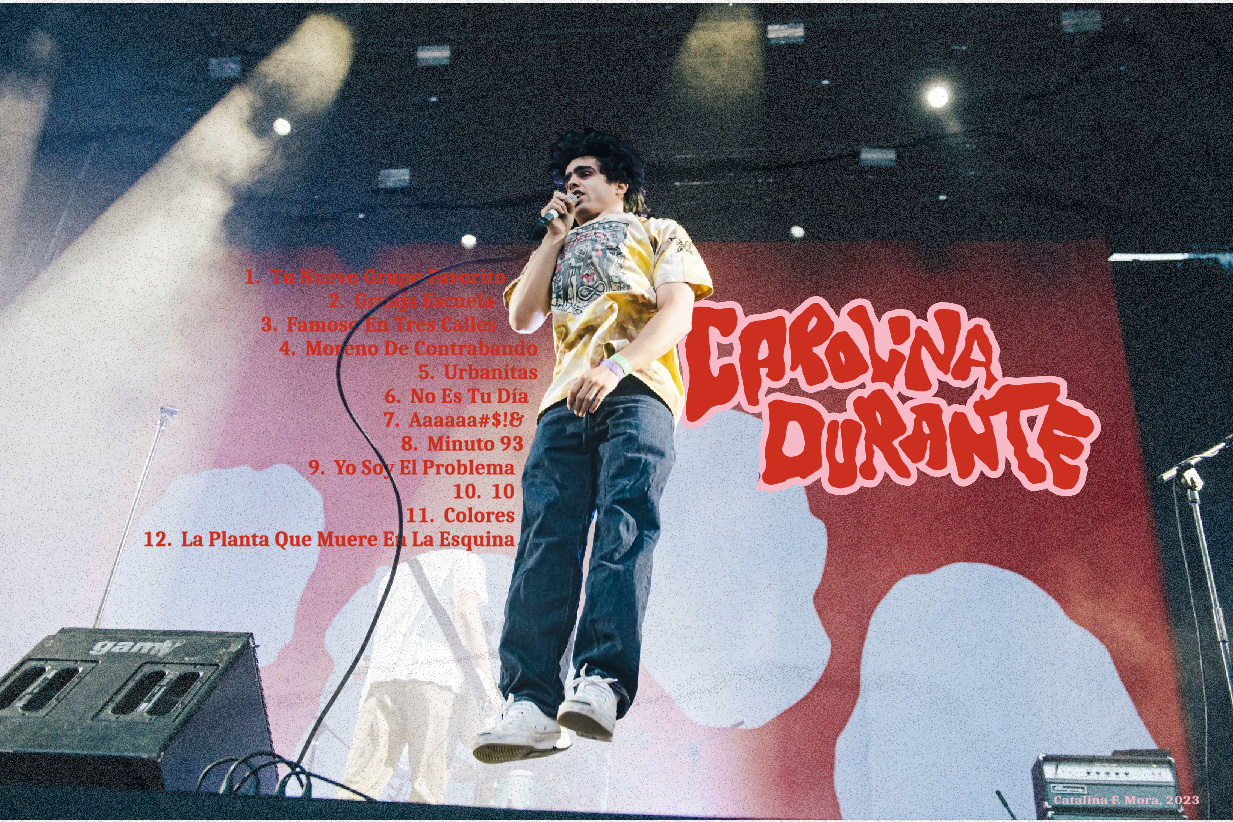 1. Tu Nuevo Grupo Favorito
2. Granja Escuela
3. Famoso En Tres Calles
4. Moreno De Contrabando
5. Urbanitas
6. No Es Tu Día
7. Aaaaaa#$!&
8. Minuto 93
9. Yo Soy El Problema
10. 10
11. Colores
12. La Planta Que Muere En La Esquina
CAROLINA
DURANTE
gamw
Catalina F. Mora, 2023